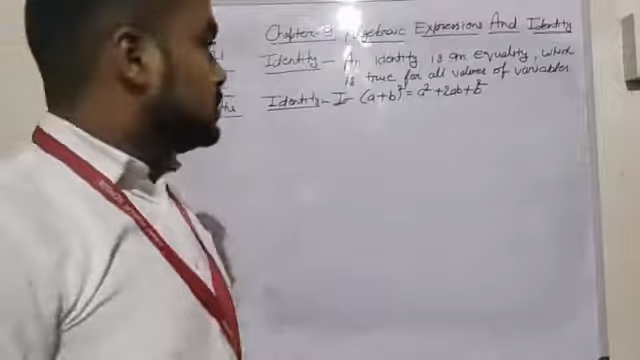 Chapter-9 Algebraic Expressions And Identity
Identity - An identity is an equality, which
is true for all values of variables
Identity - I - (a+b)² = a² + 2ab + b²